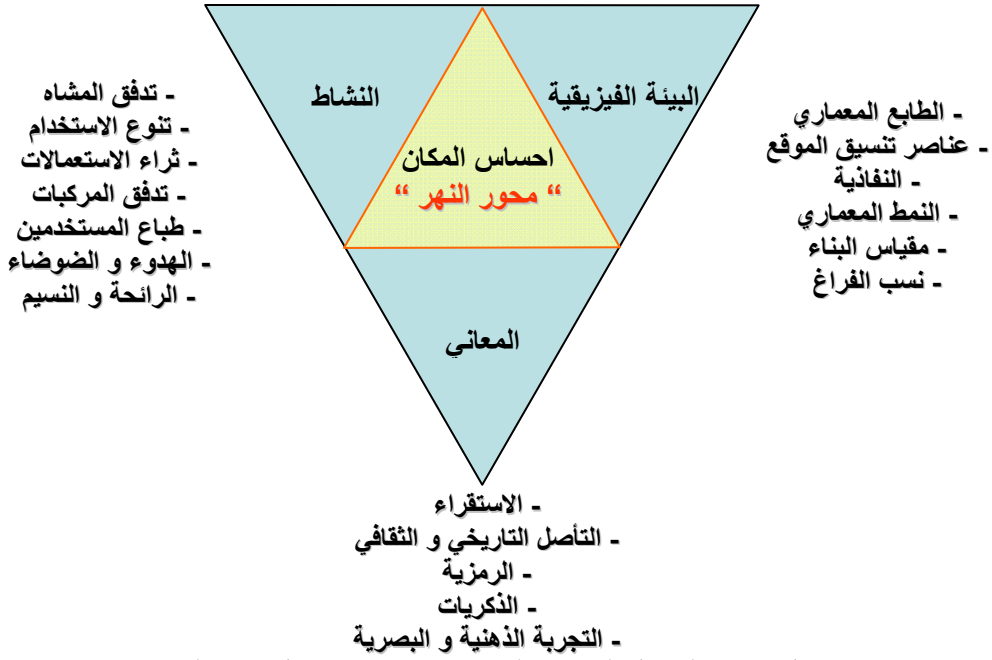 البيئة الفيزيقية
النشاط
احساس المكان
“ محور النهر “
المعاني
- الطابع المعماري
- عناصر تنسيق الموقع
- النفاذية
- النمط المعماري
- مقياس البناء
- نسب الفراغ
- تدفق المشاه
- تنوع الاستخدام
- ثراء الاستعمالات
- تدفق المركبات
- طباع المستخدمين
- الهدوء و الضوضاء
- الرائحة و النسيم
- الاستقراء
- التأصل التاريخي و الثقافي
- الرمزية
- الذكريات
- التجربة الذهنية و البصرية